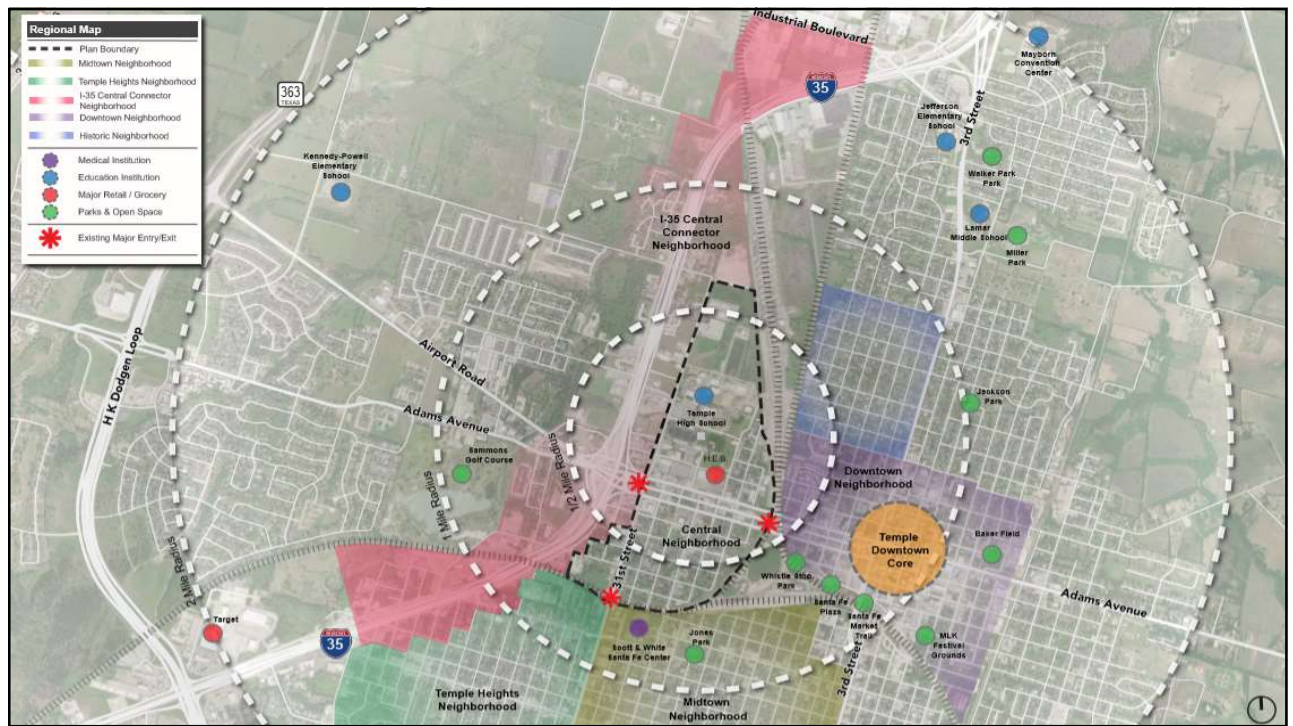 Regional Map
Plan Boundary
Midtown Neighborhood
Temple Heights Neighborhood
I-35 Central Connector
Neighborhood
Downtown Neighborhood
Historic Neighborhood
Medical Institution
Education Institution
Major Retail / Grocery
Parks & Open Space
Existing Major Entry/Exit
Industrial Boulevard
35
363
TEXAS
Mayborn
Convention
Center
Jefferson
Elementary
School
3rd Street
Walker Park
Park
Kennedy-Powell
Elementary
School
Lamar
Middle School
Miller
Park
I-35 Central
Connector
Neighborhood
H K Dodgen Loop
Airport Road
Adams Avenue
Temple
High School
Jackson
Park
Sammons
Golf Course
H.E.B
1 Mile Radius
1/2 Mile Radius
Downtown
Neighborhood
Central
Neighborhood
31st Street
Temple
Downtown
Core
Baker Field
Whistle Stop
Park
Santa Fe
Plaza
Santa Fe
Market
Trail
Adams Avenue
2 Mile Radius
Target
35
Scott & White
Santa Fe Center
Jones
Park
MLK
Festival
Grounds
3rd Street
Temple Heights
Neighborhood
Midtown
Neighborhood